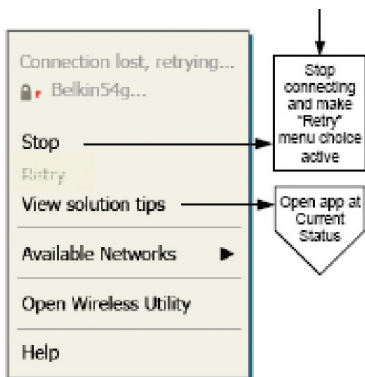 Connection lost, retrying...
Belkin54g...
Stop
Retry
View solution tips
Available Networks
Open Wireless Utility
Help
Stop
connecting
and make
"Retry"
menu choice
active
Open app at
Current
Status